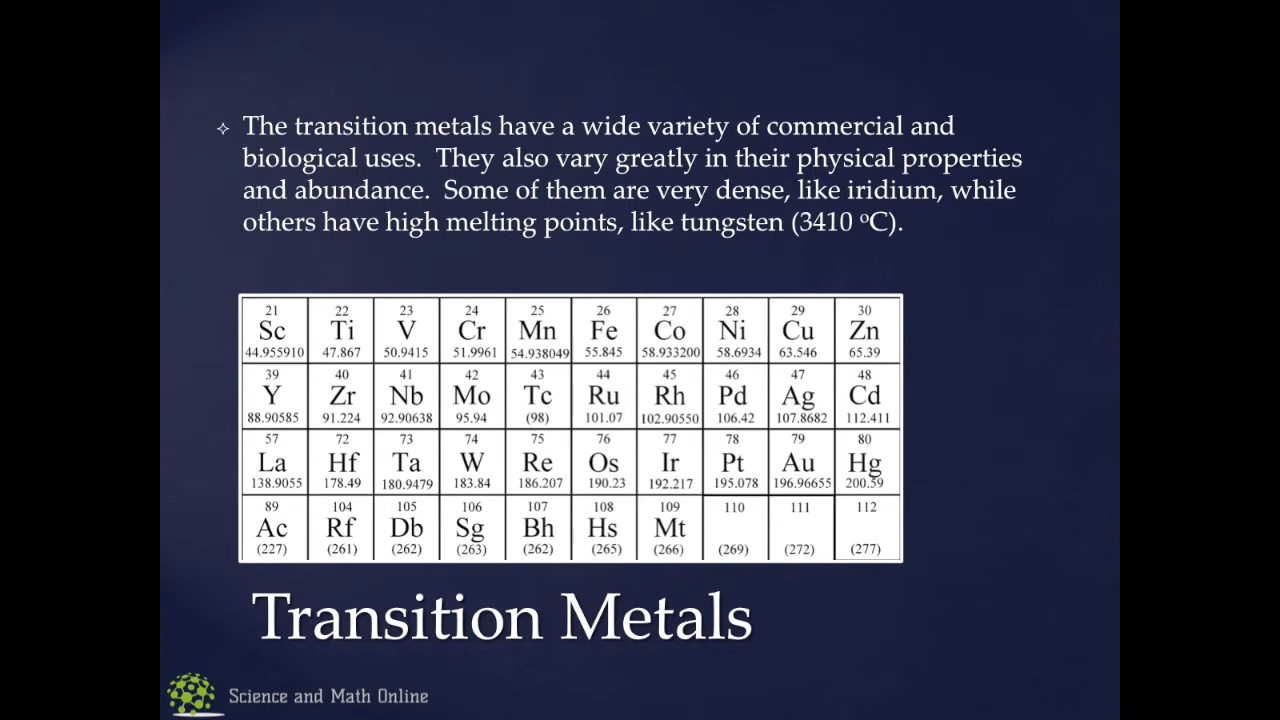 The transition metals have a wide variety of commercial and
biological uses. They also vary greatly in their physical properties
and abundance. Some of them are very dense, like iridium, while
others have high melting points, like tungsten (3410 ºC).
21 22 23 24 25 26 27 28 29 30
Sc Ti V Cr Mn Fe Co Ni Cu Zn
44.955910 47.867 50.9415 51.9961 54.938049 55.845 58.933200 58.6934 63.546 65.39
39 40 41 42 43 44 45 46 47 48
Y Zr Nb Mo Tc Ru Rh Pd Ag Cd
88.90585 91.224 92.90638 95.94 (98) 101.07 102.90550 106.42 107.8682 112.411
57 72 73 74 75 76 77 78 79 80
La Hf Ta W Re Os Ir Pt Au Hg
138.9055 178.49 180.9479 183.84 186.207 190.23 192.217 195.078 196.96655 200.59
89 104 105 106 107 108 109 110 111 112
Ac Rf Db Sg Bh Hs Mt
(227) (261) (262) (263) (262) (265) (266) (269) (272) (277)
Transition Metals
Science and Math Online